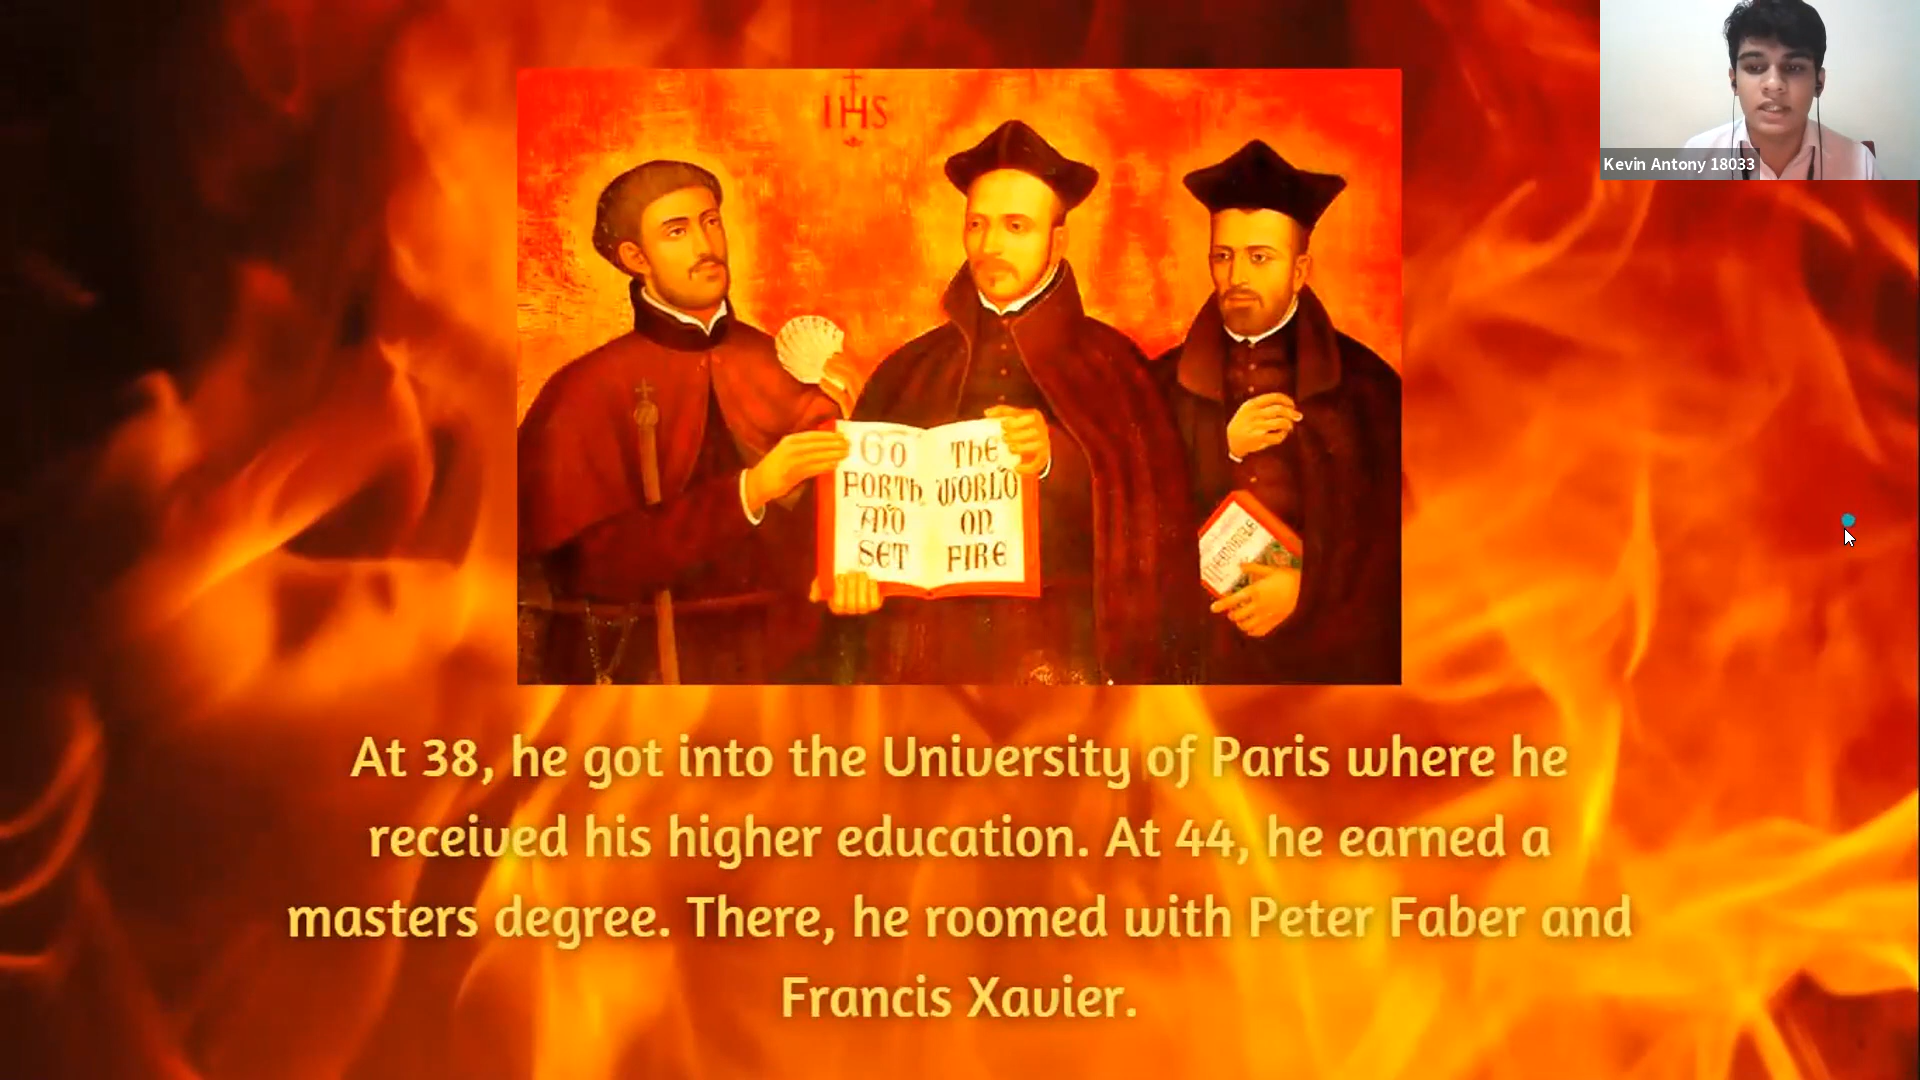 IHS
Kevin Antony 18033
GO
FORTH
AND
SET
THE
WORLD
ON
FIRE
At 38, he got into the University of Paris where he
received his higher education. At 44, he earned a
masters degree. There, he roomed with Peter Faber and
Francis Xavier.